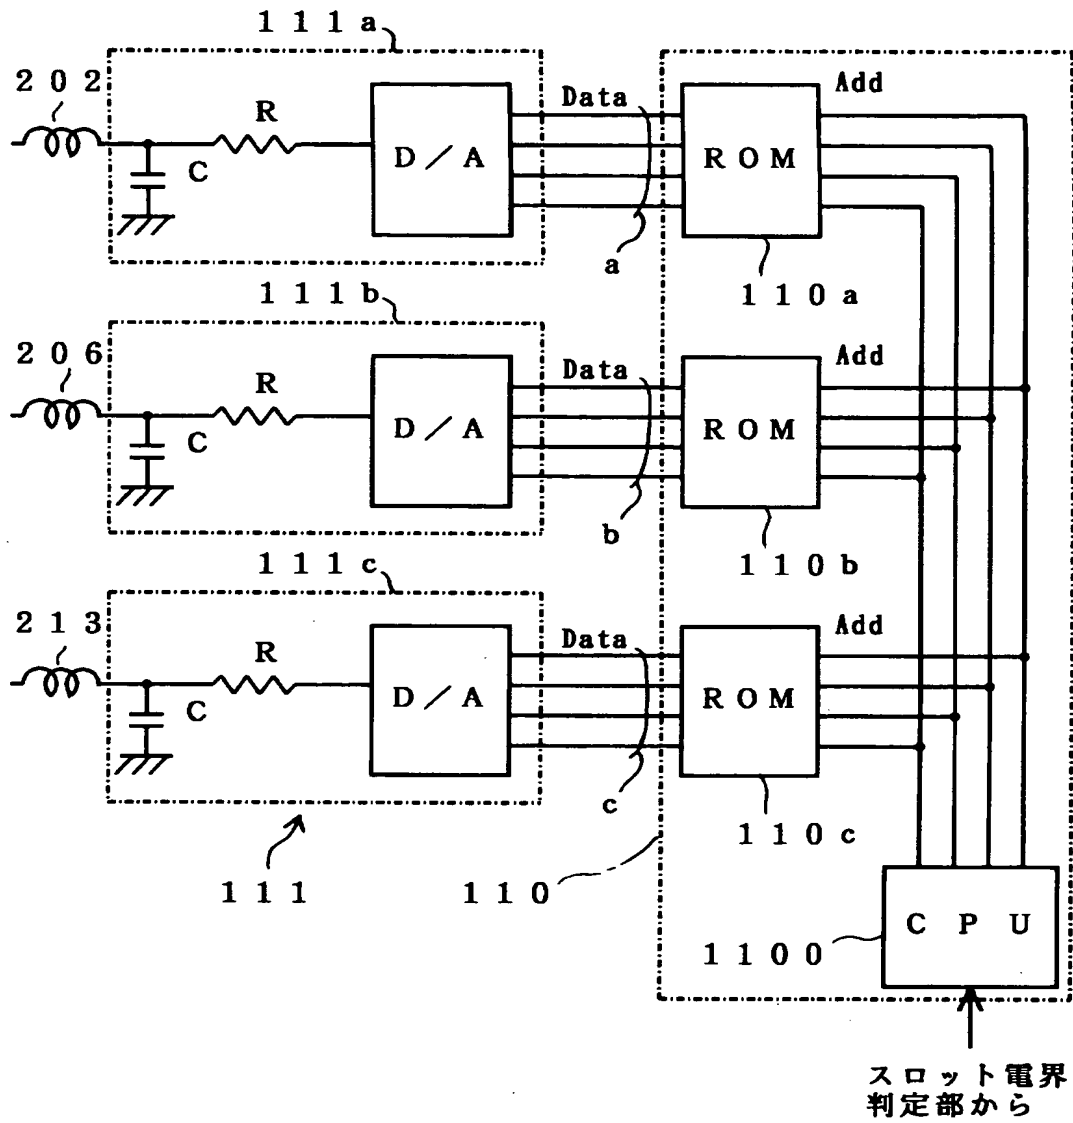 111a
202
R
C
D/A
Data
a
ROM
Add
110a
111b
206
R
C
D/A
Data
b
ROM
Add
110b
111c
213
R
C
D/A
Data
c
ROM
Add
110c
111
110
1100
CPU
スロット電界
判定部から